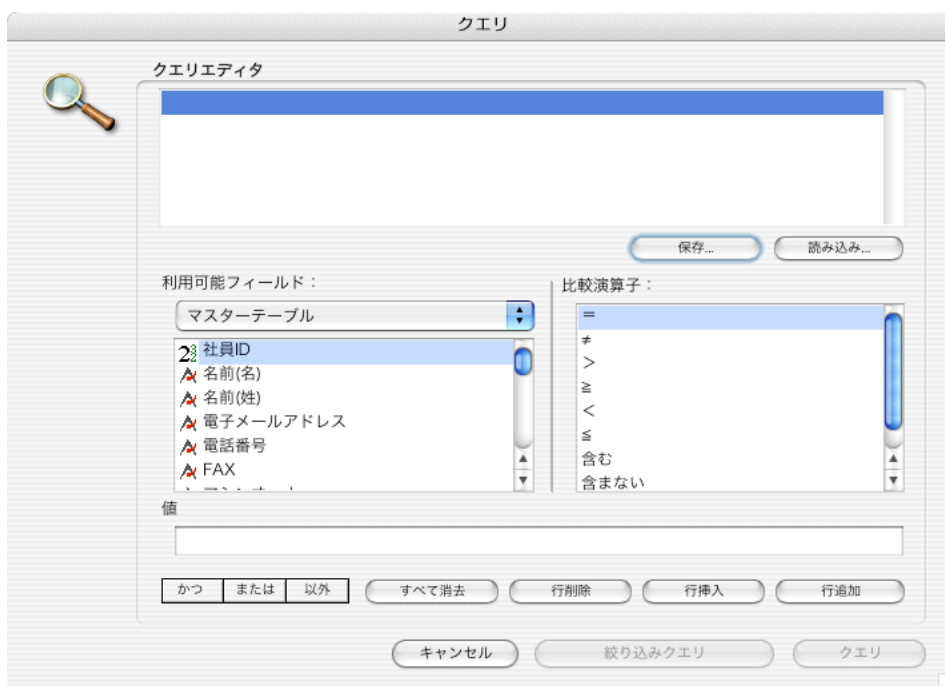 クエリ
クエリエディタ
保存...
読み込み...
利用可能フィールド：
マスターテーブル
社員ID
名前(名)
名前(姓)
電子メールアドレス
電話番号
FAX
比較演算子：
＝
≠
＞
≧
＜
≦
含む
含まない
値
かつ
または
以外
すべて消去
行削除
行挿入
行追加
キャンセル
絞り込みクエリ
クエリ